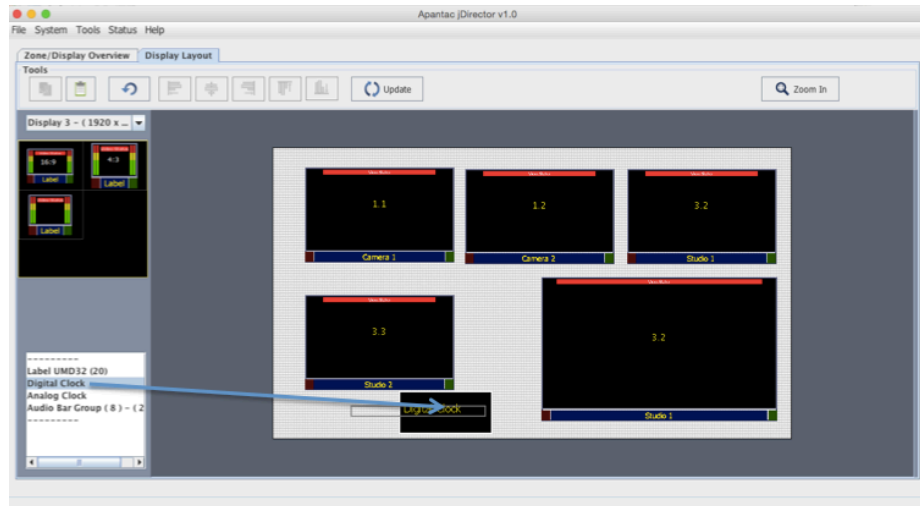 Apantac jDirector v1.0
File System Tools Status Help
Zone/Display Overview Display Layout
Tools
Update
Zoom In
Display 3 - ( 1920 x ...
16:9
4:3
Label
Label
Label
1.1
1.2
3.2
Camera 1
Camera 2
Studio 1
3.3
3.2
Studio 2
Studio 1
Digital Clock
----------
Label UMD32 (20)
Digital Clock
Analog Clock
Audio Bar Group ( 8 ) - ( 2
----------